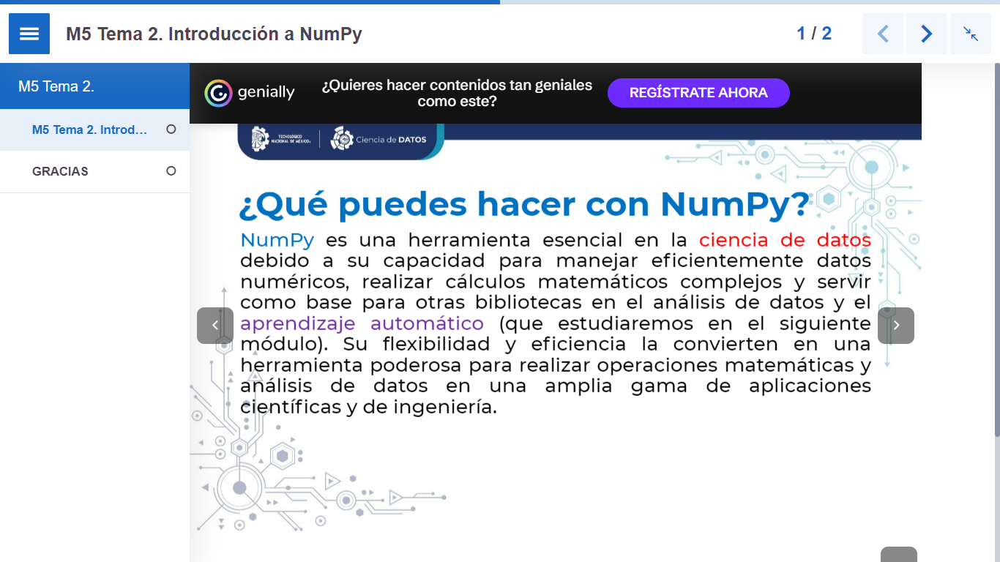 M5 Tema 2. Introducción a NumPy
1 / 2
M5 Tema 2.
M5 Tema 2. Introd...
GRACIAS
genially
¿Quieres hacer contenidos tan geniales
como este?
REGÍSTRATE AHORA
TECNOLÓGICO
NACIONAL DE MÉXICO
Ciencia de DATOS
¿Qué puedes hacer con NumPy?
NumPy es una herramienta esencial en la ciencia de datos
debido a su capacidad para manejar eficientemente datos
numéricos, realizar cálculos matemáticos complejos y servir
como base para otras bibliotecas en el análisis de datos y el
aprendizaje automático (que estudiaremos en el siguiente
módulo). Su flexibilidad y eficiencia la convierten en una
herramienta poderosa para realizar operaciones matemáticas y
análisis de datos en una amplia gama de aplicaciones
científicas y de ingeniería.